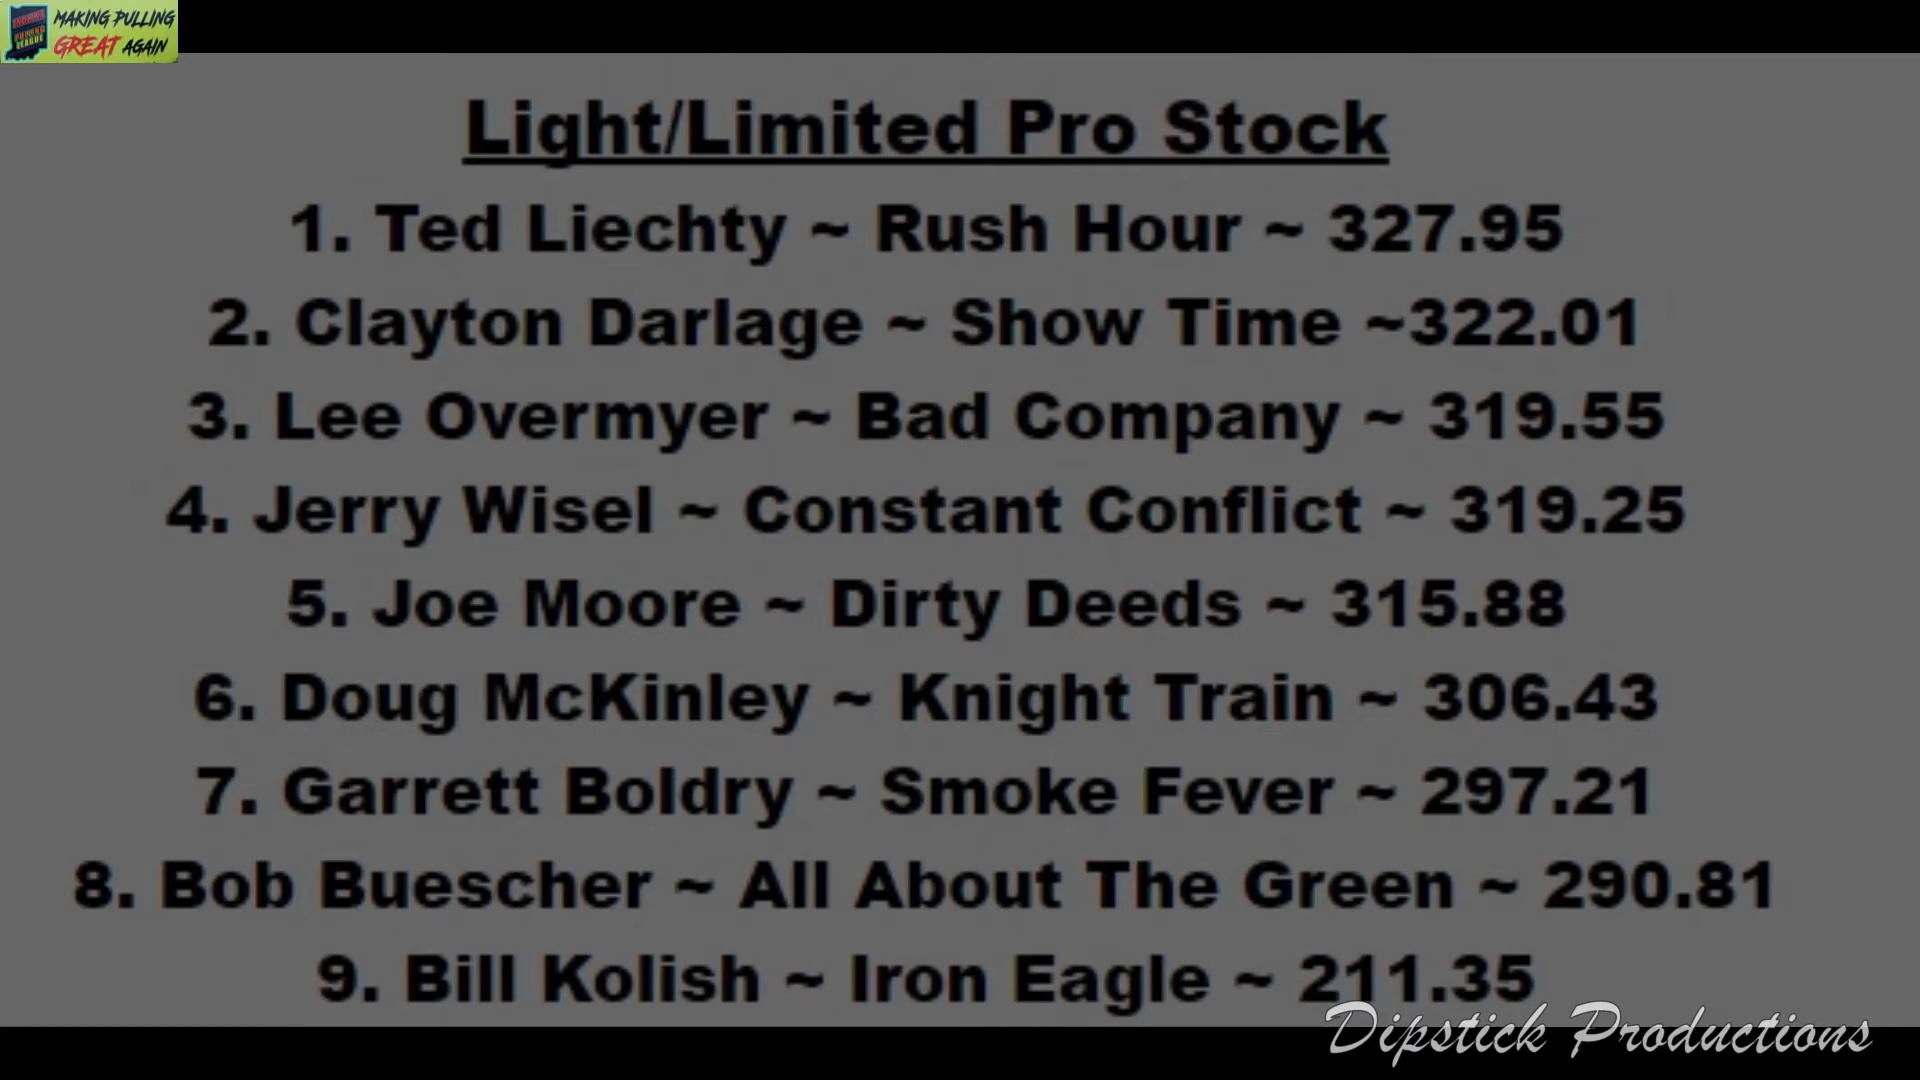 MAKING PULLING
GREAT AGAIN
Light/Limited Pro Stock
1. Ted Liechty ~ Rush Hour ~ 327.95
2. Clayton Darlage ~ Show Time ~322.01
3. Lee Overmyer ~ Bad Company ~ 319.55
4. Jerry Wisel ~ Constant Conflict ~ 319.25
5. Joe Moore ~ Dirty Deeds ~ 315.88
6. Doug McKinley ~ Knight Train ~ 306.43
7. Garrett Boldry ~ Smoke Fever ~ 297.21
8. Bob Buescher ~ All About The Green ~ 290.81
9. Bill Kolish ~ Iron Eagle ~ 211.35
Dipstick Productions